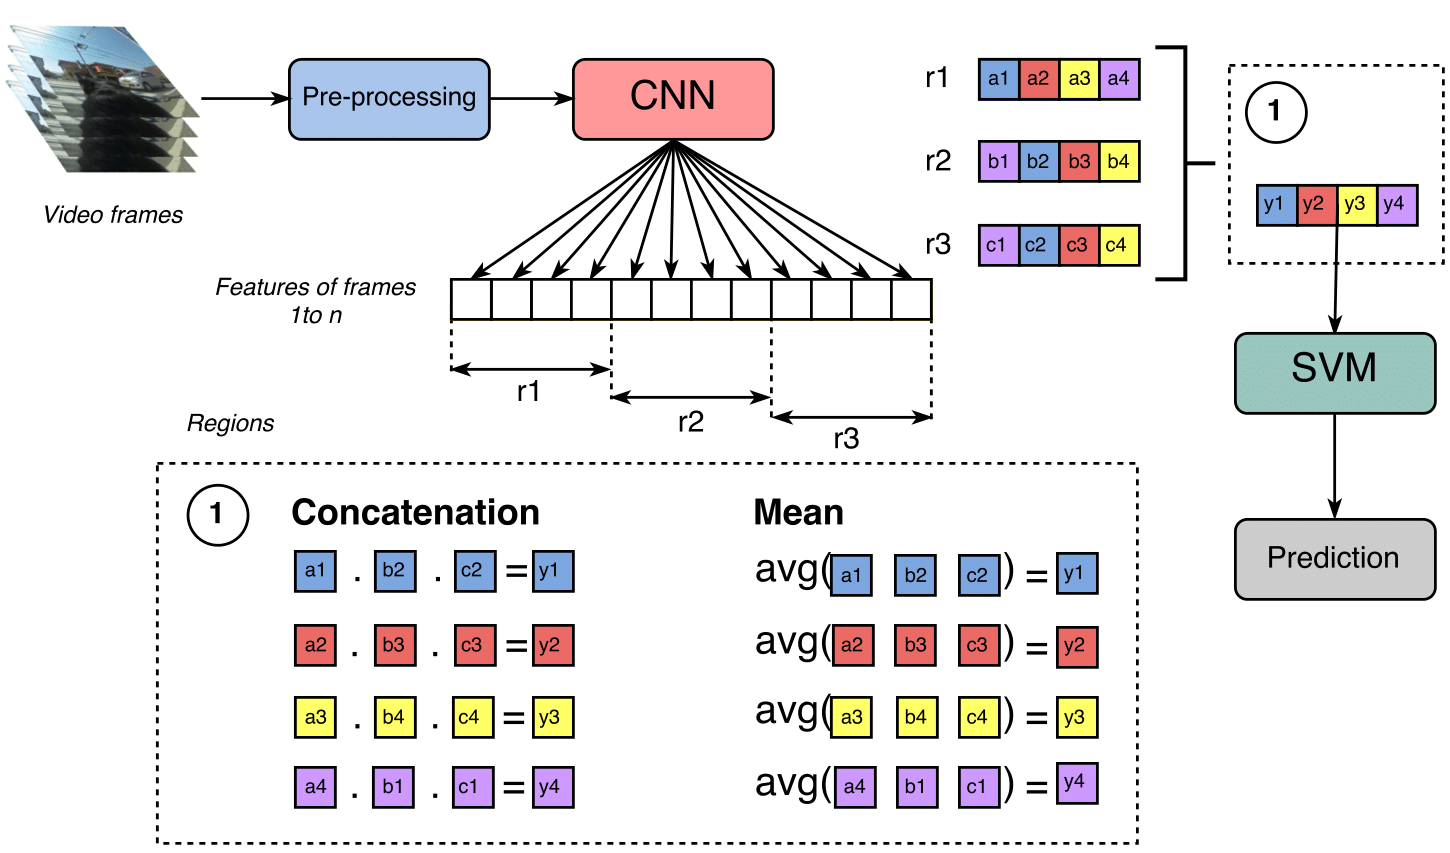 Pre-processing
CNN
Video frames
r1 a1 a2 a3 a4
r2 b1 b2 b3 b4
r3 c1 c2 c3 c4
1
y1 y2 y3 y4
Features of frames
1to n
r1
r2
r3
Regions
SVM
Prediction
1
Concatenation
a1 . b2 . c2 = y1
a2 . b3 . c3 = y2
a3 . b4 . c4 = y3
a4 . b1 . c1 = y4
Mean
avg( a1 b2 c2 ) = y1
avg( a2 b3 c3 ) = y2
avg( a3 b4 c4 ) = y3
avg( a4 b1 c1 ) = y4